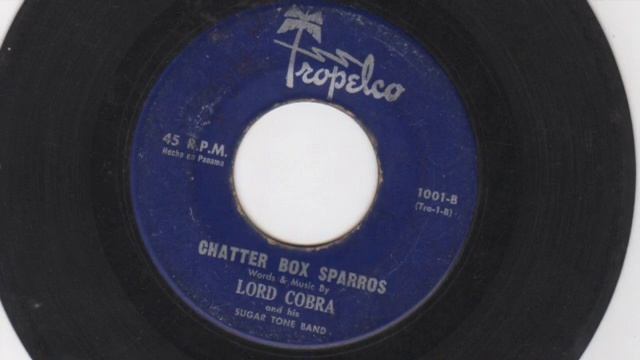 Tropelco
45 R.P.M.
Hecho en Panama
1001-B
(Tro-1-B)
CHATTER BOX SPARROS
Words & Music By
LORD COBRA
and his
SUGAR TONE BAND